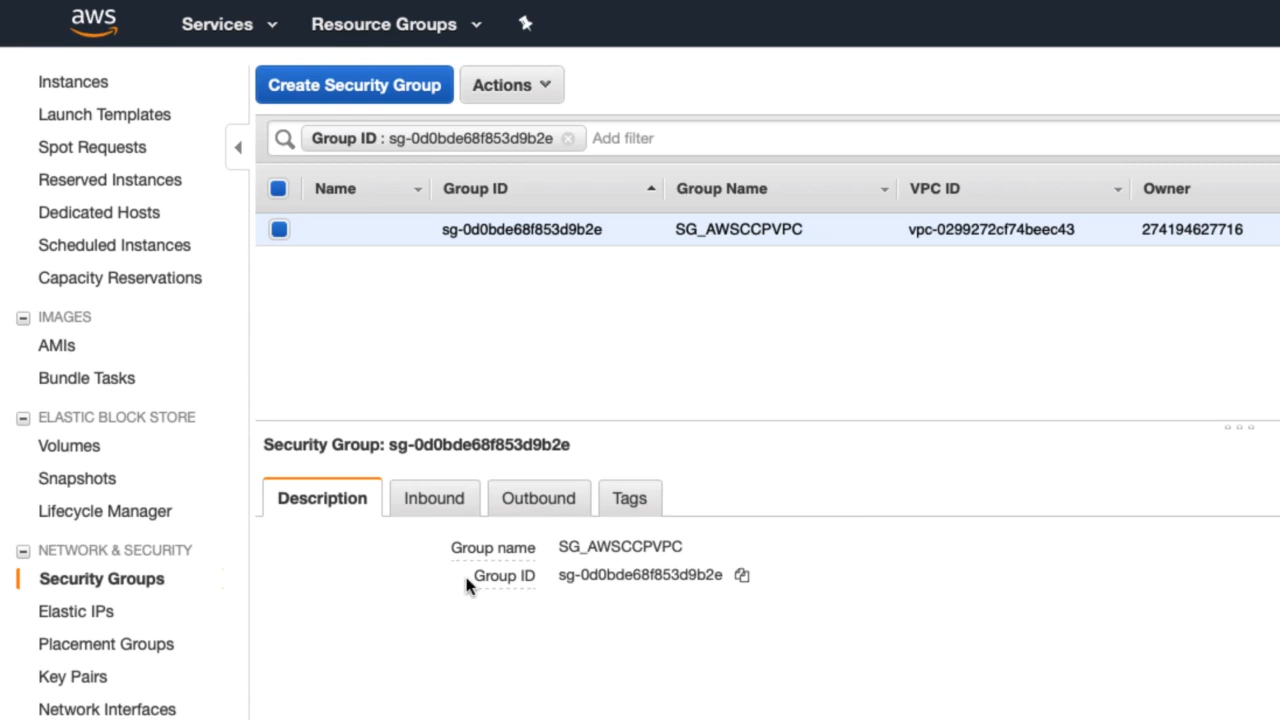 aws Services Resource Groups
Instances
Launch Templates
Spot Requests
Reserved Instances
Dedicated Hosts
Scheduled Instances
Capacity Reservations
IMAGES
AMIs
Bundle Tasks
ELASTIC BLOCK STORE
Volumes
Snapshots
Lifecycle Manager
NETWORK & SECURITY
Security Groups
Elastic IPs
Placement Groups
Key Pairs
Network Interfaces
Create Security Group Actions
Group ID : sg-0d0bde68f853d9b2e Add filter
Name Group ID Group Name VPC ID Owner
sg-0d0bde68f853d9b2e SG_AWSCCPVPC vpc-0299272cf74beec43 274194627716
Security Group: sg-0d0bde68f853d9b2e
Description Inbound Outbound Tags
Group name SG_AWSCCPVPC
Group ID sg-0d0bde68f853d9b2e